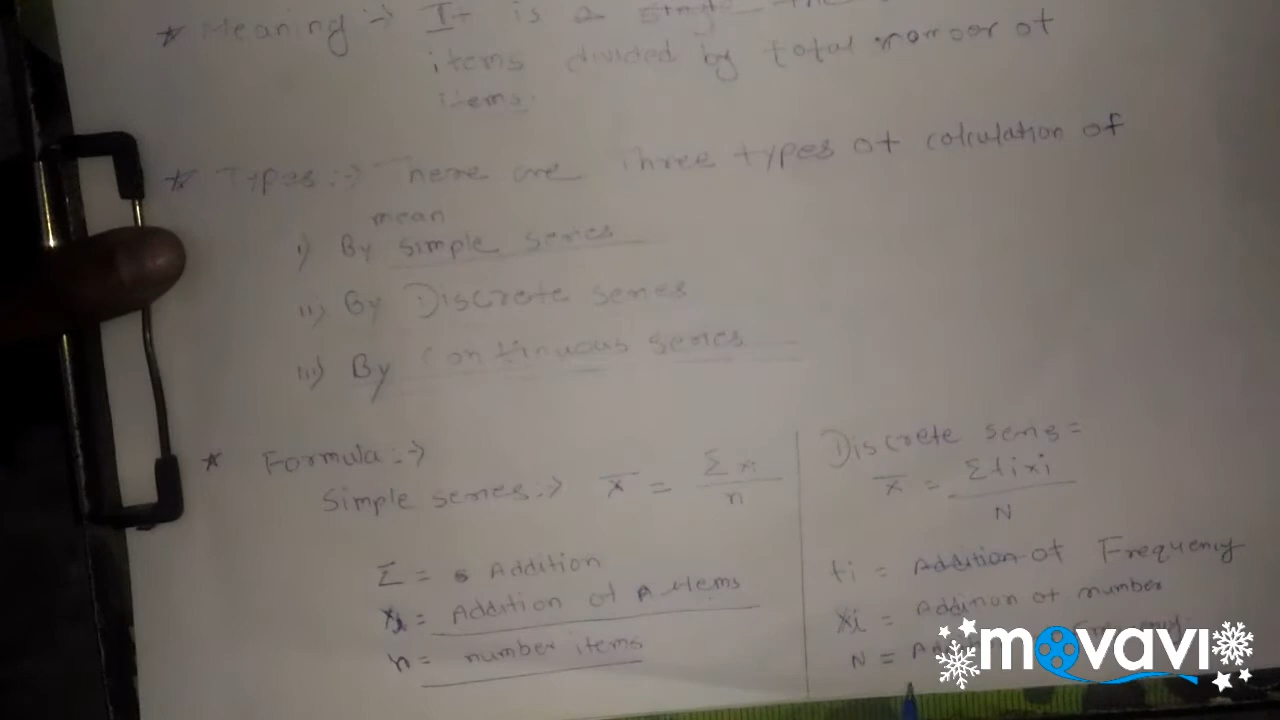 * Meaning :→ It is a
items divided by total number of
items.
* Types :→ There are three types of calculation of
mean
i) By simple series
ii) By Discrete series
iii) By continuous series
* Formula :→
Simple series :→ x̄ = Σxi / n
Σ = Addition
xi = Addition of items
n = number items
Discrete series =
x̄ = Σfixi / N
fi = Addition of Frequency
xi = Addition of number
N =
movavi